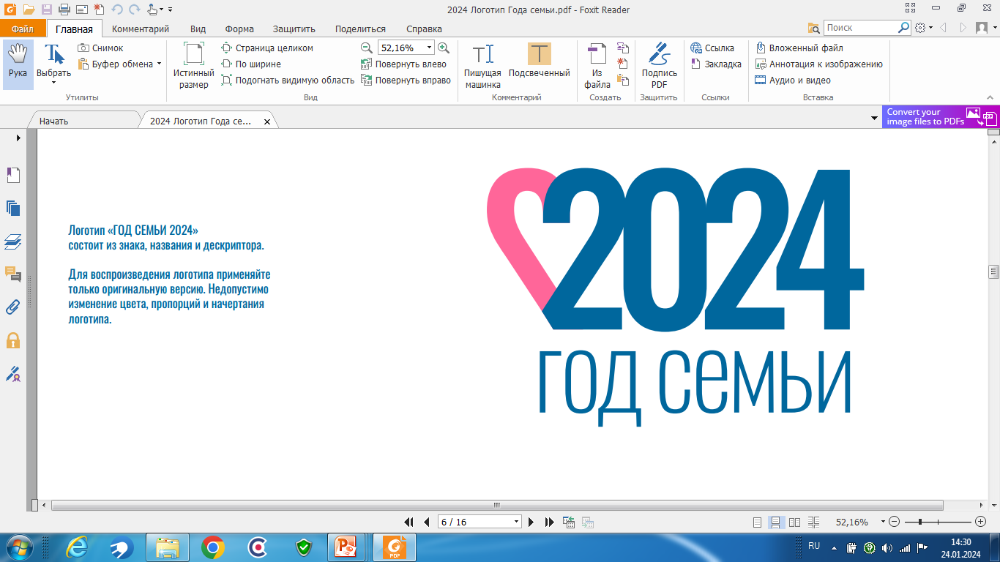 2024 Логотип Года семьи.pdf - Foxit Reader
Файл
Главная
Комментарий
Вид
Форма
Защитить
Поделиться
Справка
Поиск
Рука
Выбрать
Снимок
Буфер обмена
Утилиты
Истинный
размер
Страница целиком
По ширине
Подогнать видимую область
52,16%
Повернуть влево
Повернуть вправо
Вид
Пишущая
машинка
Подсвеченный
Комментарий
Из
файла
Создать
Подпись
PDF
Защитить
Ссылка
Закладка
Ссылки
Вложенный файл
Аннотация к изображению
Аудио и видео
Вставка
Начать
2024 Логотип Года се...
Convert your
image files to PDFs
PDF
Логотип «ГОД СЕМЬИ 2024»
состоит из знака, названия и дескриптора.
Для воспроизведения логотипа применяйте
только оригинальную версию. Недопустимо
изменение цвета, пропорций и начертания
логотипа.
2024
год семьи
6 / 16
52,16%
PDF
RU
14:30
24.01.2024